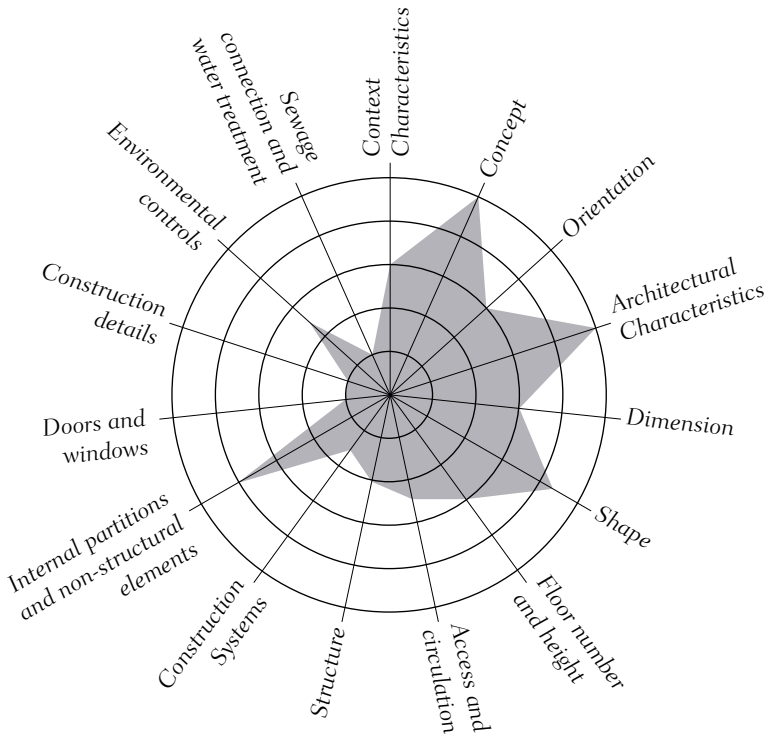 Context
Characteristics
Concept
Orientation
Architectural
Characteristics
Dimension
Shape
Floor number
and height
Access and
circulation
Structure
Construction
Systems
Internal partitions
and non-structural
elements
Doors and
windows
Construction
details
Environmental
controls
Sewage
connection and
water treatment